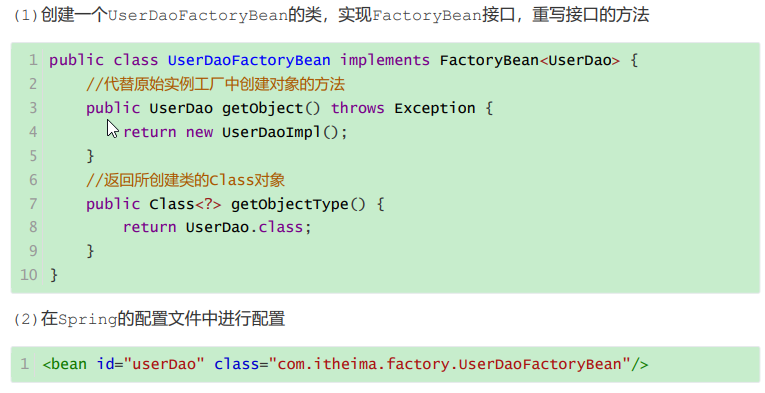 (1)创建一个UserDaoFactoryBean的类，实现FactoryBean接口，重写接口的方法
1 public class UserDaoFactoryBean implements FactoryBean<UserDao> {
2     //代替原始实例工厂中创建对象的方法
3     public UserDao getObject() throws Exception {
4         return new UserDaoImpl();
5     }
6     //返回所创建类的Class对象
7     public Class<?> getObjectType() {
8         return UserDao.class;
9     }
10 }
(2)在Spring的配置文件中进行配置
1 <bean id="userDao" class="com.itheima.factory.UserDaoFactoryBean"/>